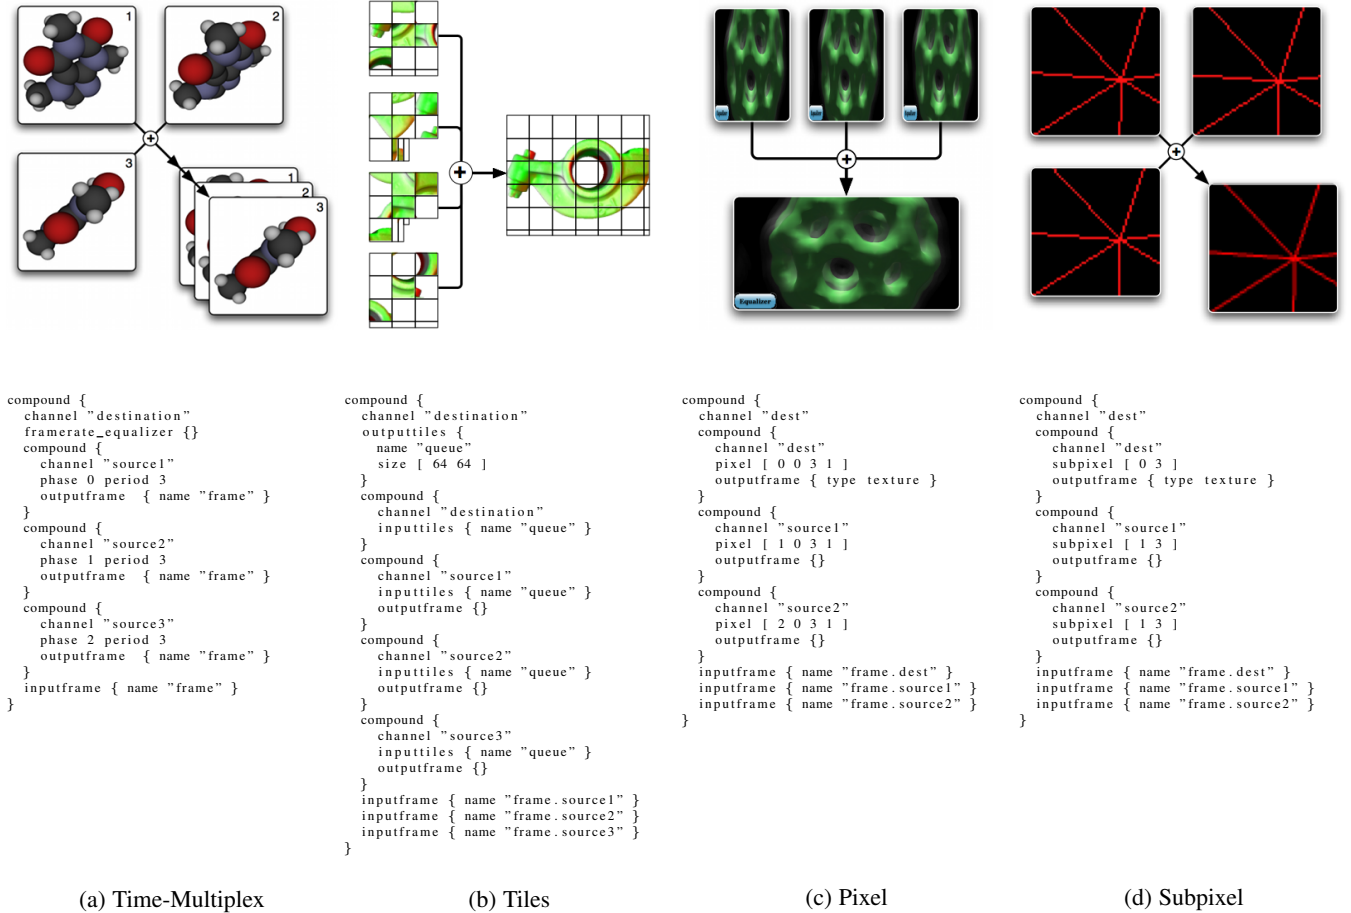 1
2
3
1
2
3
Equalizer
compound {
channel "destination"
framerate_equalizer {}
compound {
channel "source1"
phase 0 period 3
outputframe { name "frame" }
}
compound {
channel "source2"
phase 1 period 3
outputframe { name "frame" }
}
compound {
channel "source3"
phase 2 period 3
outputframe { name "frame" }
}
inputframe { name "frame" }
}
compound {
channel "destination"
outputtiles {
name "queue"
size [ 64 64 ]
}
compound {
channel "destination"
inputtiles { name "queue" }
}
compound {
channel "source1"
inputtiles { name "queue" }
outputframe {}
}
compound {
channel "source2"
inputtiles { name "queue" }
outputframe {}
}
compound {
channel "source3"
inputtiles { name "queue" }
outputframe {}
}
inputframe { name "frame.source1" }
inputframe { name "frame.source2" }
inputframe { name "frame.source3" }
}
compound {
channel "dest"
compound {
channel "dest"
pixel [ 0 0 3 1 ]
outputframe { type texture }
}
compound {
channel "source1"
pixel [ 1 0 3 1 ]
outputframe {}
}
compound {
channel "source2"
pixel [ 2 0 3 1 ]
outputframe {}
}
inputframe { name "frame.dest" }
inputframe { name "frame.source1" }
inputframe { name "frame.source2" }
}
compound {
channel "dest"
compound {
channel "dest"
subpixel [ 0 3 ]
outputframe { type texture }
}
compound {
channel "source1"
subpixel [ 1 3 ]
outputframe {}
}
compound {
channel "source2"
subpixel [ 1 3 ]
outputframe {}
}
inputframe { name "frame.dest" }
inputframe { name "frame.source1" }
inputframe { name "frame.source2" }
}
(a) Time-Multiplex
(b) Tiles
(c) Pixel
(d) Subpixel